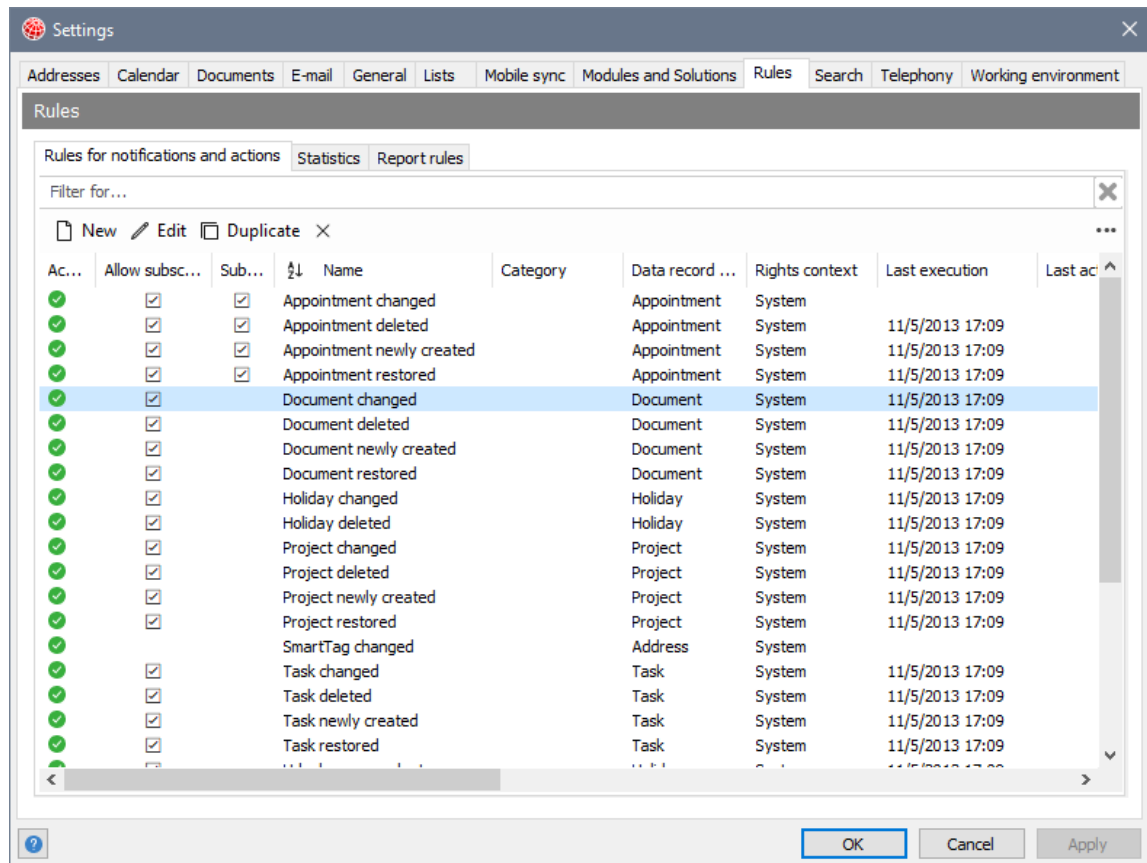 Settings
Addresses Calendar Documents E-mail General Lists Mobile sync Modules and Solutions Rules Search Telephony Working environment
Rules
Rules for notifications and actions Statistics Report rules
Filter for...
New Edit Duplicate
Ac... Allow subsc... Sub... Name Category Data record ... Rights context Last execution Last act
Appointment changed Appointment System
Appointment deleted Appointment System 11/5/2013 17:09
Appointment newly created Appointment System 11/5/2013 17:09
Appointment restored Appointment System 11/5/2013 17:09
Document changed Document System 11/5/2013 17:09
Document deleted Document System 11/5/2013 17:09
Document newly created Document System 11/5/2013 17:09
Document restored Document System 11/5/2013 17:09
Holiday changed Holiday System 11/5/2013 17:09
Holiday deleted Holiday System 11/5/2013 17:09
Project changed Project System 11/5/2013 17:09
Project deleted Project System 11/5/2013 17:09
Project newly created Project System 11/5/2013 17:09
Project restored Project System 11/5/2013 17:09
SmartTag changed Address System
Task changed Task System 11/5/2013 17:09
Task deleted Task System 11/5/2013 17:09
Task newly created Task System 11/5/2013 17:09
Task restored Task System 11/5/2013 17:09
OK Cancel Apply